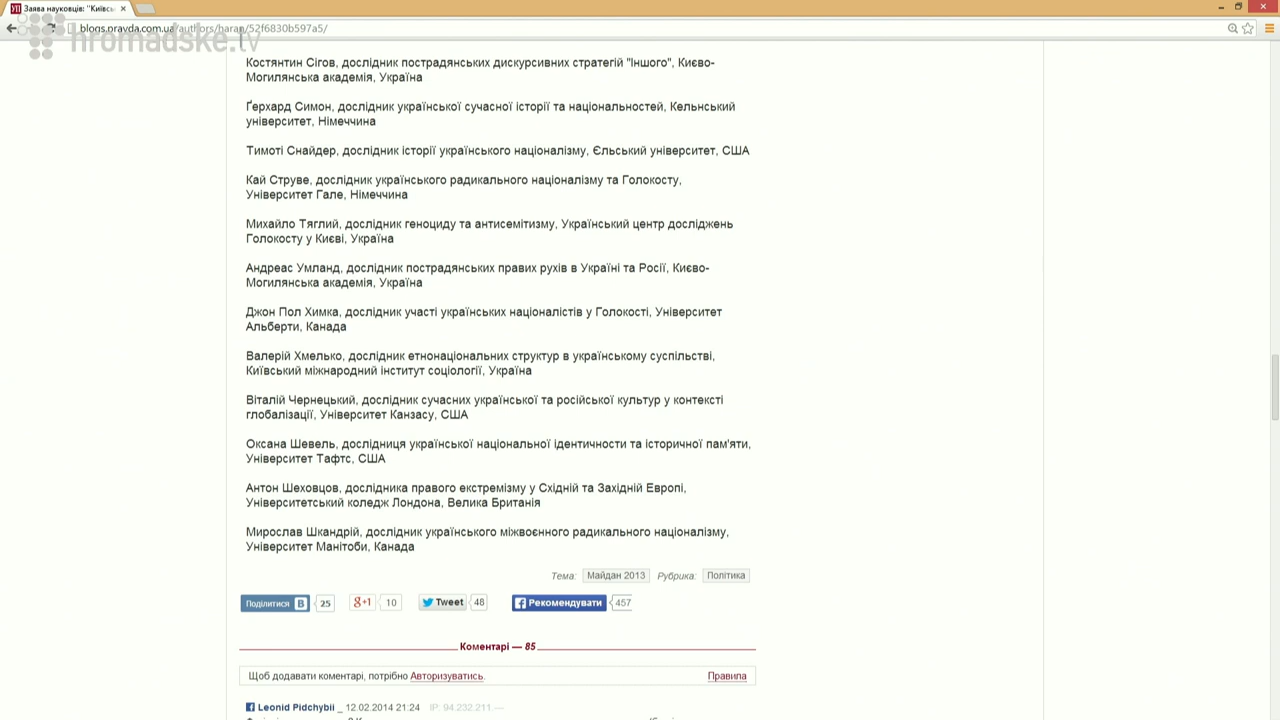 Заява науковців: "Київськ
blogs.pravda.com.ua/authors/haran/52f6830b597a5/
hromadske.tv
Костянтин Сігов, дослідник пострадянських дискурсивних стратегій "Іншого", Києво-
Могилянська академія, Україна
Ґерхард Симон, дослідник української сучасної історії та національностей, Кельнський
університет, Німеччина
Тимоті Снайдер, дослідник історії українського націоналізму, Єльський університет, США
Кай Струве, дослідник українського радикального націоналізму та Голокосту,
Університет Гале, Німеччина
Михайло Тяглий, дослідник геноциду та антисемітизму, Український центр досліджень
Голокосту у Києві, Україна
Андреас Умланд, дослідник пострадянських правих рухів в Україні та Росії, Києво-
Могилянська академія, Україна
Джон Пол Химка, дослідник участі українських націоналістів у Голокості, Університет
Альберти, Канада
Валерій Хмелько, дослідник етнонаціональних структур в українському суспільстві,
Київський міжнародний інститут соціології, Україна
Віталій Чернецький, дослідник сучасних української та російської культур у контексті
глобалізації, Університет Канзасу, США
Оксана Шевель, дослідниця української національної ідентичности та історичної пам'яти,
Університет Тафтс, США
Антон Шеховцов, дослідника правого екстремізму у Східній та Західній Европі,
Університетський коледж Лондона, Велика Британія
Мирослав Шкандрій, дослідник українського міжвоєнного радикального націоналізму,
Університет Манітоби, Канада
Тема: Майдан 2013 Рубрика: Політика
Поділитися В 25 g+1 10 Tweet 48 Рекомендувати 457
Коментарі — 85
Щоб додавати коментарі, потрібно Авторизуватись. Правила
Leonid Pidchybii _ 12.02.2014 21:24 IP: 94.232.211.---